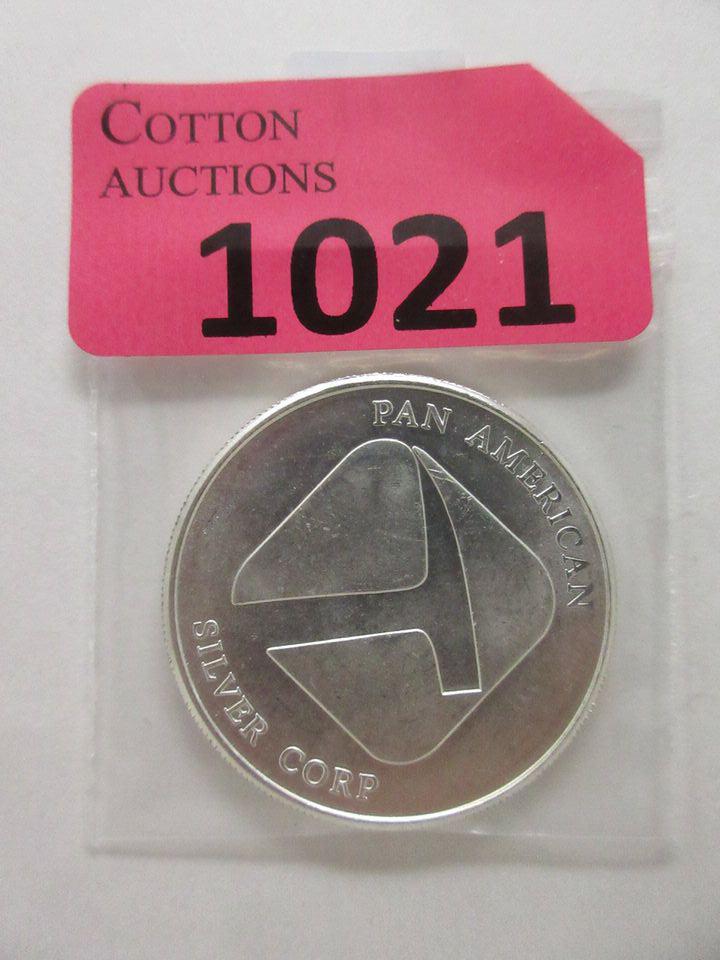 COTTON
AUCTIONS
1021
PAN AMERICAN
SILVER CORP